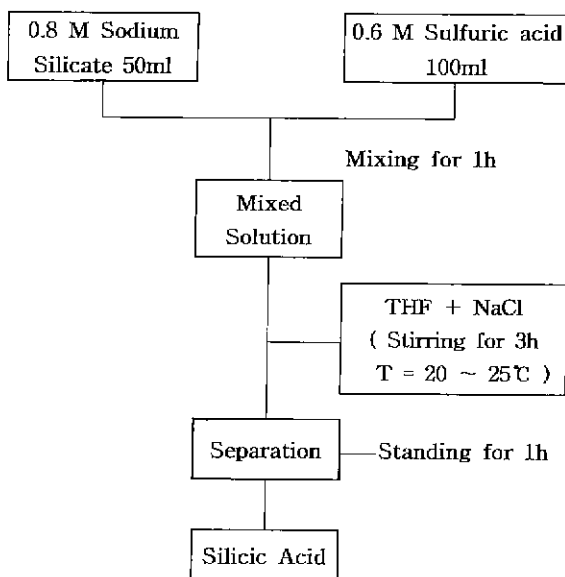 0.8 M Sodium
Silicate 50ml
0.6 M Sulfuric acid
100ml
Mixing for 1h
Mixed
Solution
THF + NaCl
( Stirring for 3h
T = 20 ~ 25℃ )
Separation
Standing for 1h
Silicic Acid